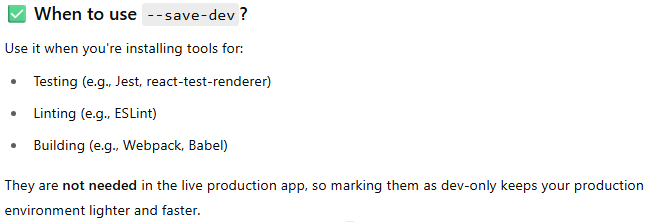 ✅ When to use --save-dev?
Use it when you're installing tools for:
• Testing (e.g., Jest, react-test-renderer)
• Linting (e.g., ESLint)
• Building (e.g., Webpack, Babel)
They are not needed in the live production app, so marking them as dev-only keeps your production
environment lighter and faster.